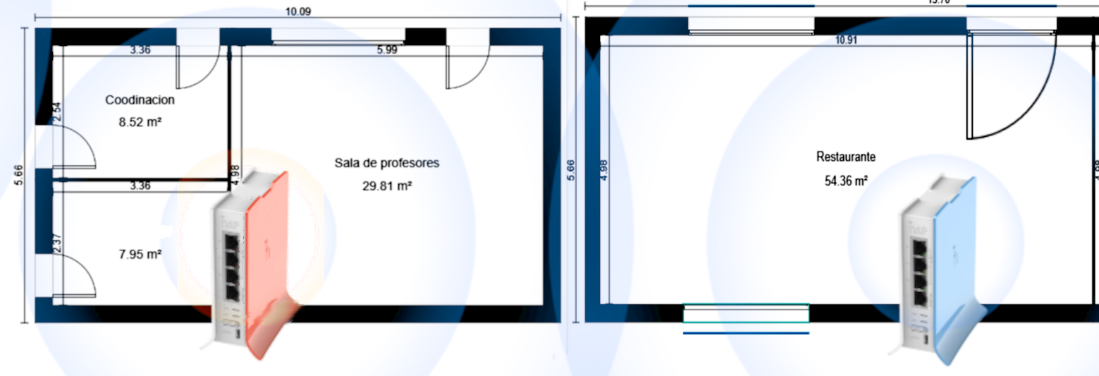 10.09
3.36
5.99
2.54
Coodinacion
8.52 m²
5.66
4.98
Sala de profesores
29.81 m²
3.36
2.37
7.95 m²
10.91
5.66
4.98
Restaurante
54.36 m²